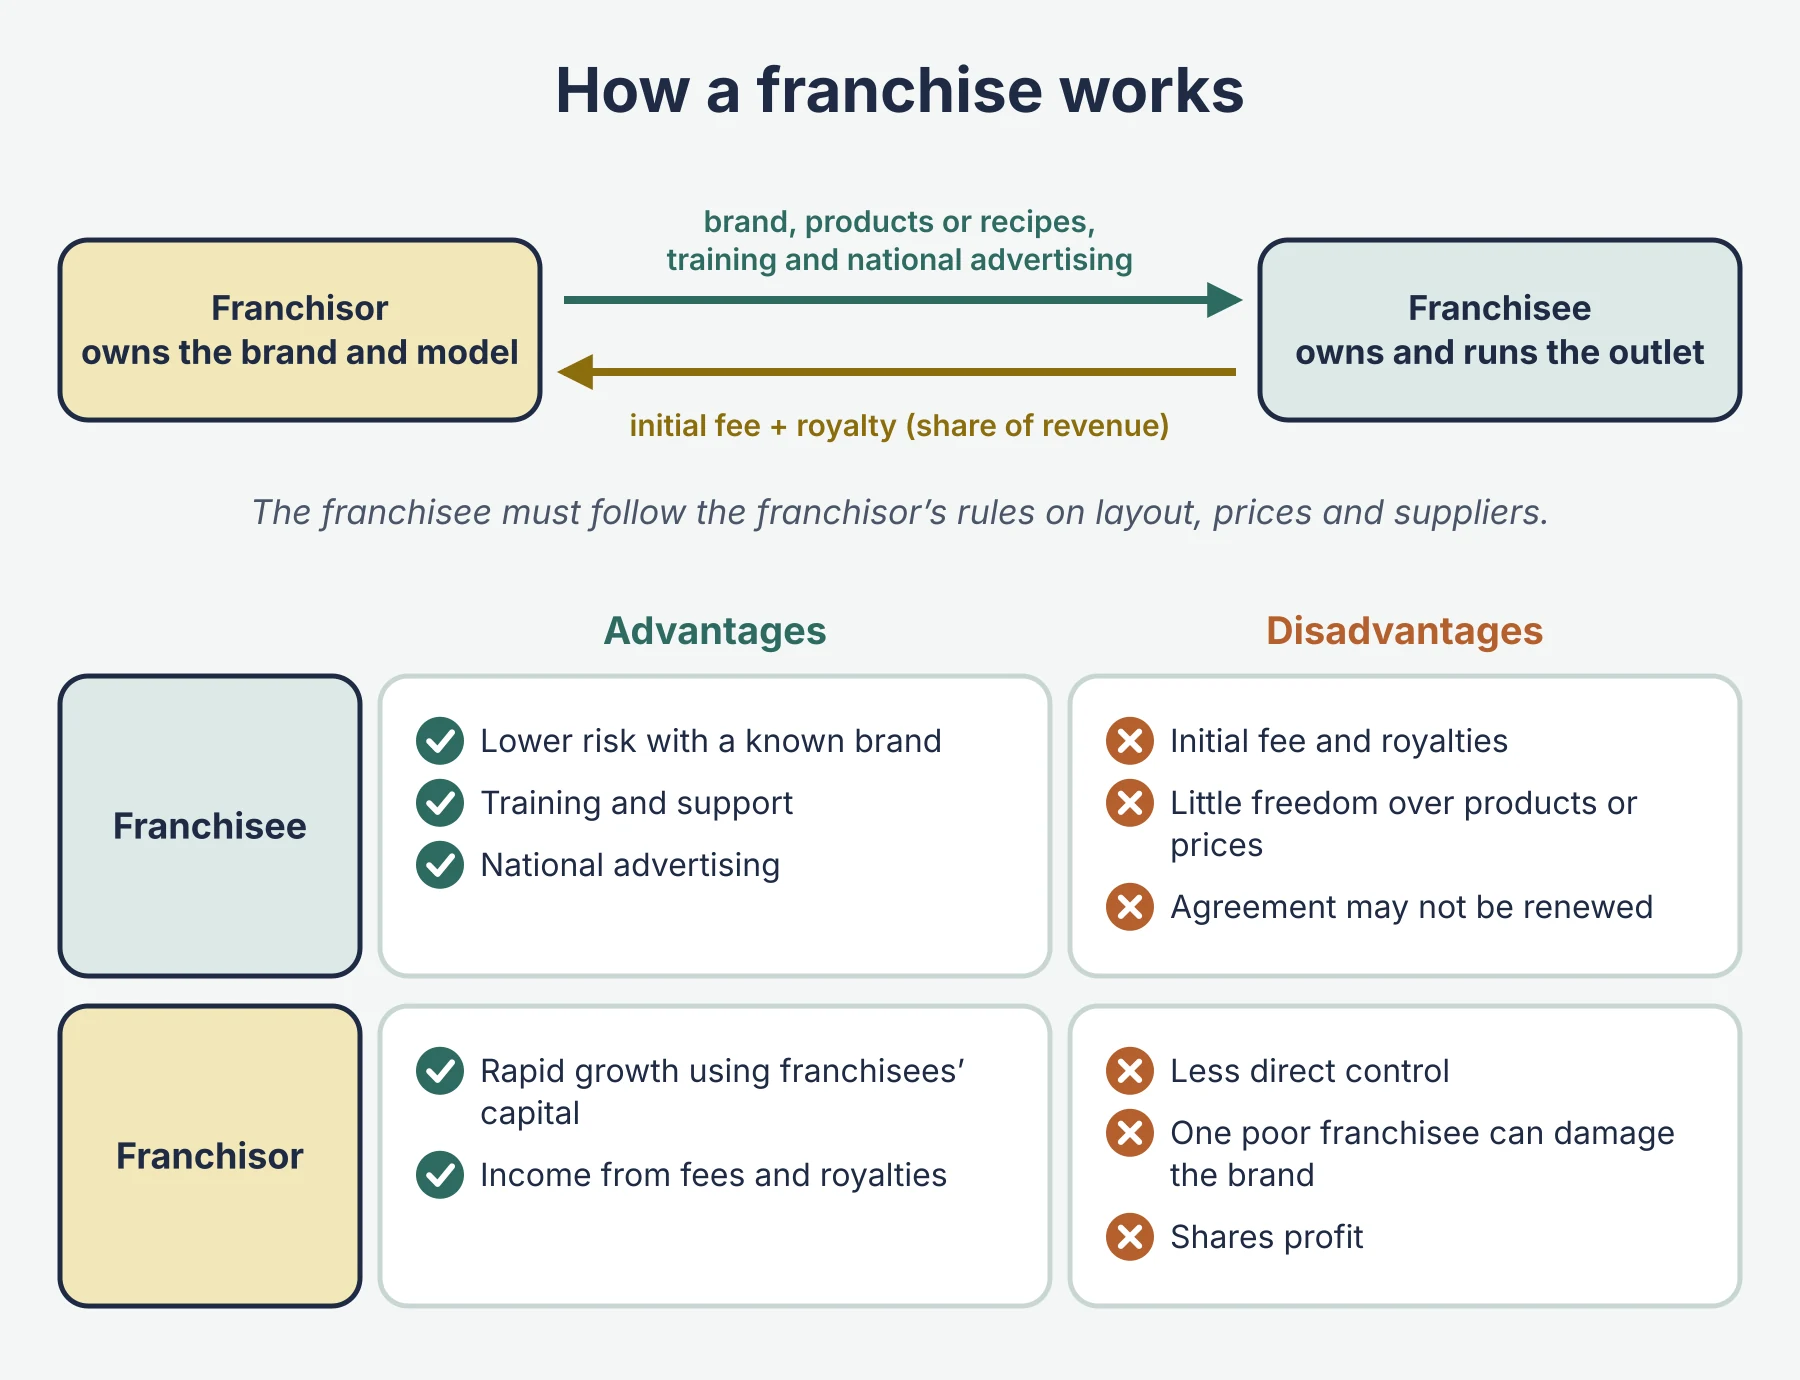 How a franchise works
brand, products or recipes,
training and national advertising
Franchisor
owns the brand and model
Franchisee
owns and runs the outlet
initial fee + royalty (share of revenue)
The franchisee must follow the franchisor’s rules on layout, prices and suppliers.
Advantages
Disadvantages
Franchisee
Lower risk with a known brand
Training and support
National advertising
Initial fee and royalties
Little freedom over products or
prices
Agreement may not be renewed
Franchisor
Rapid growth using franchisees’
capital
Income from fees and royalties
Less direct control
One poor franchisee can damage
the brand
Shares profit